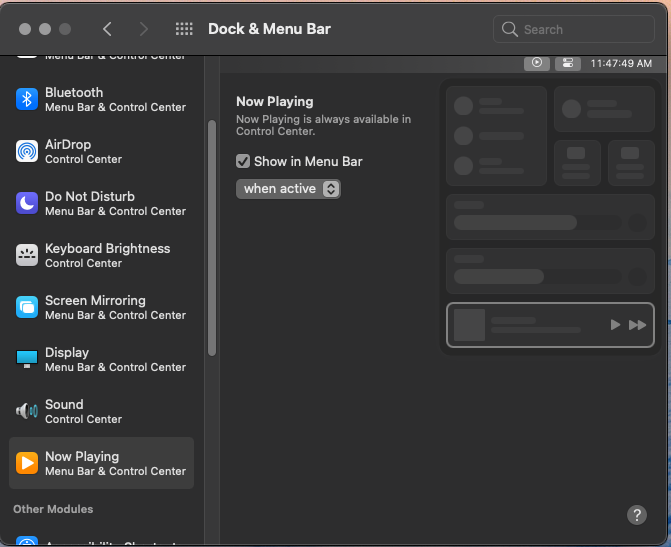 Dock & Menu Bar
Search
Menu Bar & Control Center
Bluetooth
Menu Bar & Control Center
AirDrop
Control Center
Do Not Disturb
Menu Bar & Control Center
Keyboard Brightness
Control Center
Screen Mirroring
Menu Bar & Control Center
Display
Menu Bar & Control Center
Sound
Control Center
Now Playing
Menu Bar & Control Center
Other Modules
Accessibility Shortcuts
11:47:49 AM
Now Playing
Now Playing is always available in
Control Center.
Show in Menu Bar
when active
?